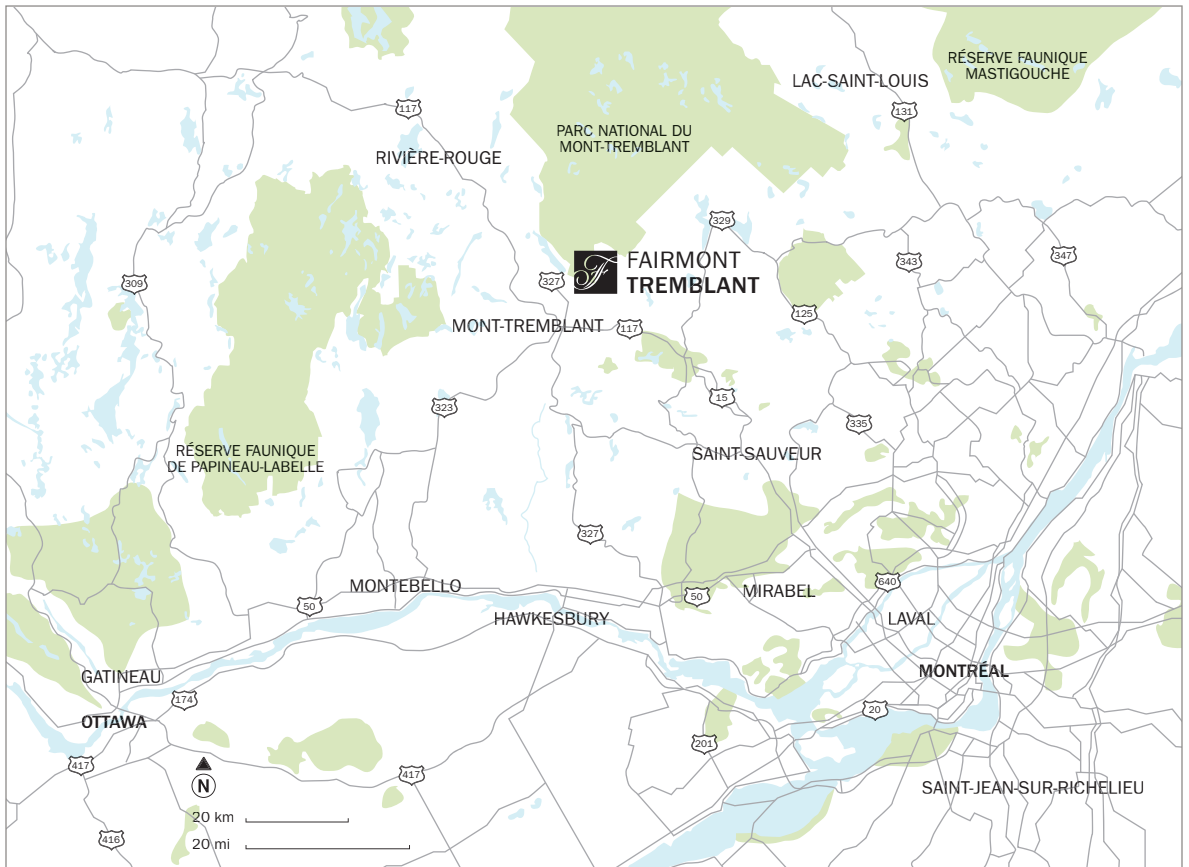 RÉSERVE FAUNIQUE
MASTIGOUCHE
LAC-SAINT-LOUIS
117
131
PARC NATIONAL DU
MONT-TREMBLANT
RIVIÈRE-ROUGE
329
FAIRMONT
TREMBLANT
F
327
343
347
309
125
MONT-TREMBLANT
117
15
323
335
RÉSERVE FAUNIQUE
DE PAPINEAU-LABELLE
SAINT-SAUVEUR
327
MONTEBELLO
640
50
50
MIRABEL
HAWKESBURY
LAVAL
GATINEAU
MONTRÉAL
174
20
OTTAWA
201
417
417
N
SAINT-JEAN-SUR-RICHELIEU
20 km
416
20 mi